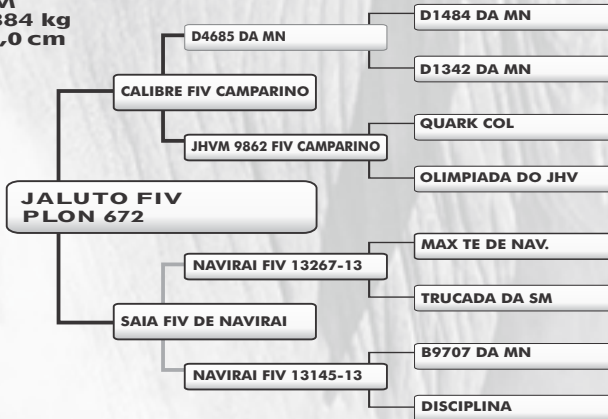 884 kg
,0 cm
D1484 DA MN
D4685 DA MN
D1342 DA MN
CALIBRE FIV CAMPARINO
QUARK COL
JHVM 9862 FIV CAMPARINO
OLIMPIADA DO JHV
JALUTO FIV
PLON 672
MAX TE DE NAV.
NAVIRAI FIV 13267-13
TRUCADA DA SM
SAIA FIV DE NAVIRAI
B9707 DA MN
NAVIRAI FIV 13145-13
DISCIPLINA